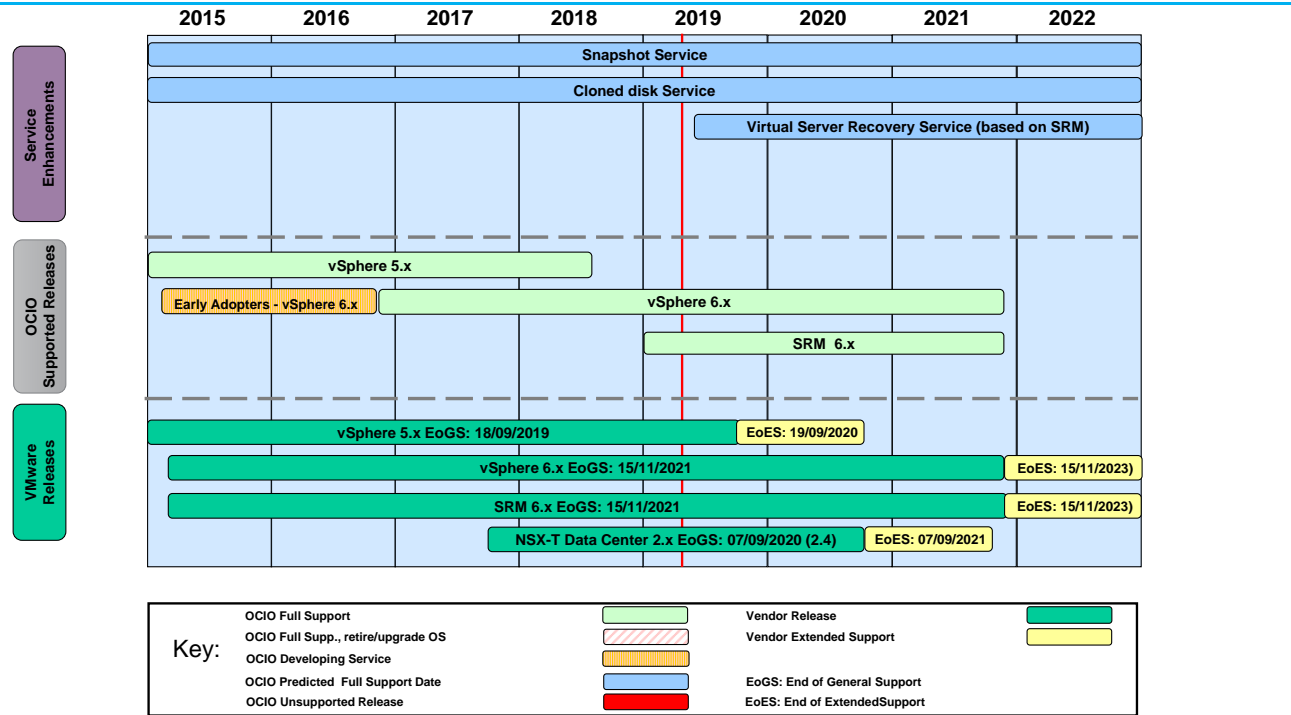 2015 2016 2017 2018 2019 2020 2021 2022
Service
Enhancements
Snapshot Service
Cloned disk Service
Virtual Server Recovery Service (based on SRM)
OCIO
Supported Releases
vSphere 5.x
Early Adopters - vSphere 6.x
vSphere 6.x
SRM 6.x
VMware
Releases
vSphere 5.x EoGS: 18/09/2019
EoES: 19/09/2020
vSphere 6.x EoGS: 15/11/2021
EoES: 15/11/2023)
SRM 6.x EoGS: 15/11/2021
EoES: 15/11/2023)
NSX-T Data Center 2.x EoGS: 07/09/2020 (2.4)
EoES: 07/09/2021
Key:
OCIO Full Support
OCIO Full Supp., retire/upgrade OS
OCIO Developing Service
OCIO Predicted Full Support Date
OCIO Unsupported Release
Vendor Release
Vendor Extended Support
EoGS: End of General Support
EoES: End of ExtendedSupport